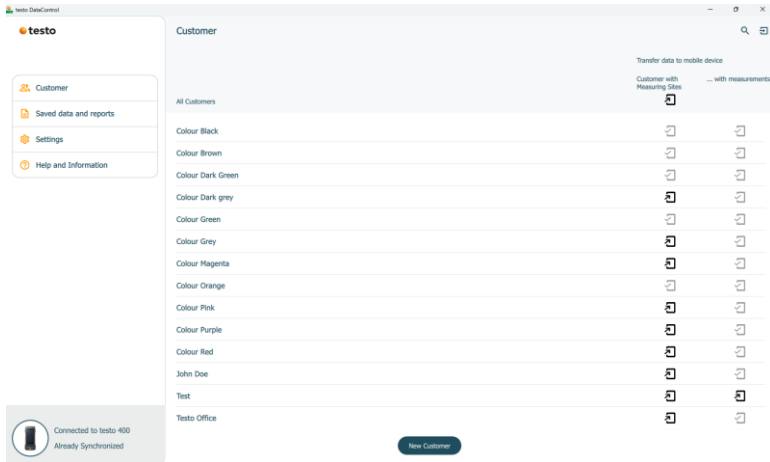 testo DataControl
testo
Customer
Transfer data to mobile device
Customer with
Measuring Sites
... with measurements
All Customers
Customer
Saved data and reports
Settings
Help and Information
Colour Black
Colour Brown
Colour Dark Green
Colour Dark grey
Colour Green
Colour Grey
Colour Magenta
Colour Orange
Colour Pink
Colour Purple
Colour Red
John Doe
Test
Testo Office
Connected to testo 400
Already Synchronized
New Customer